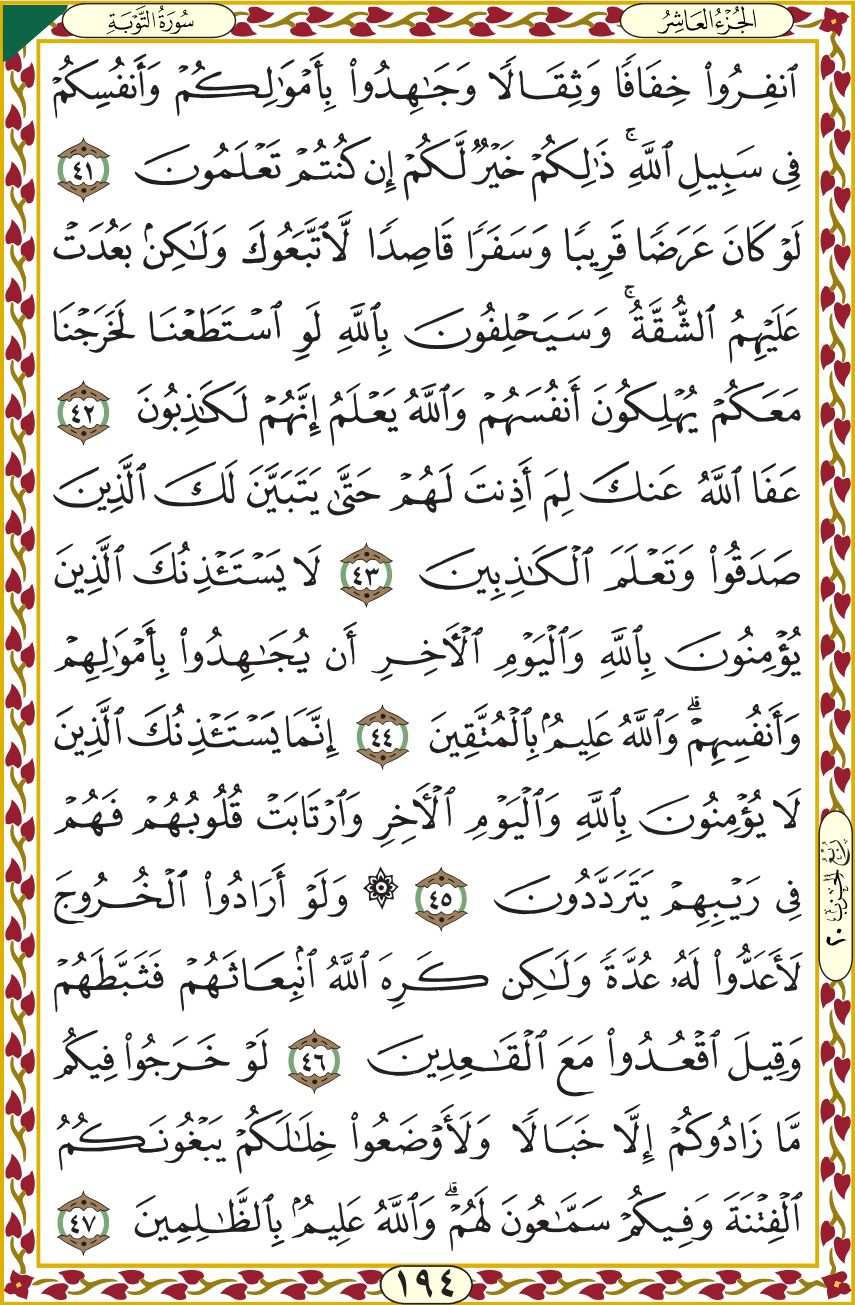 الجُزْءُ العَاشِرُ
سُورَةُ التَّوْبَةِ
ٱنفِرُوا۟ خِفَافًا وَثِقَالًا وَجَٰهِدُوا۟ بِأَمْوَٰلِكُمْ وَأَنفُسِكُمْ
فِى سَبِيلِ ٱللَّهِ ۚ ذَٰلِكُمْ خَيْرٌ لَّكُمْ إِن كُنتُمْ تَعْلَمُونَ ٤١
لَوْ كَانَ عَرَضًا قَرِيبًا وَسَفَرًا قَاصِدًا لَّٱتَّبَعُوكَ وَلَٰكِنۢ بَعُدَتْ
عَلَيْهِمُ ٱلشُّقَّةُ ۚ وَسَيَحْلِفُونَ بِٱللَّهِ لَوِ ٱسْتَطَعْنَا لَخَرَجْنَا
مَعَكُمْ يُهْلِكُونَ أَنفُسَهُمْ وَٱللَّهُ يَعْلَمُ إِنَّهُمْ لَكَٰذِبُونَ ٤٢
عَفَا ٱللَّهُ عَنكَ لِمَ أَذِنتَ لَهُمْ حَتَّىٰ يَتَبَيَّنَ لَكَ ٱلَّذِينَ
صَدَقُوا۟ وَتَعْلَمَ ٱلْكَٰذِبِينَ ٤٣ لَا يَسْتَـْٔذِنُكَ ٱلَّذِينَ
يُؤْمِنُونَ بِٱللَّهِ وَٱلْيَوْمِ ٱلْـَٔاخِرِ أَن يُجَٰهِدُوا۟ بِأَمْوَٰلِهِمْ
وَأَنفُسِهِمْ ۗ وَٱللَّهُ عَلِيمٌۢ بِٱلْمُتَّقِينَ ٤٤ إِنَّمَا يَسْتَـْٔذِنُكَ ٱلَّذِينَ
لَا يُؤْمِنُونَ بِٱللَّهِ وَٱلْيَوْمِ ٱلْـَٔاخِرِ وَٱرْتَابَتْ قُلُوبُهُمْ فَهُمْ
فِى رَيْبِهِمْ يَتَرَدَّدُونَ ٤٥ ۞ وَلَوْ أَرَادُوا۟ ٱلْخُرُوجَ
لَأَعَدُّوا۟ لَهُۥ عُدَّةً وَلَٰكِن كَرِهَ ٱللَّهُ ٱنۢبِعَاثَهُمْ فَثَبَّطَهُمْ
وَقِيلَ ٱقْعُدُوا۟ مَعَ ٱلْقَٰعِدِينَ ٤٦ لَوْ خَرَجُوا۟ فِيكُم
مَّا زَادُوكُمْ إِلَّا خَبَالًا وَلَأَوْضَعُوا۟ خِلَٰلَكُمْ يَبْغُونَكُمُ
ٱلْفِتْنَةَ وَفِيكُمْ سَمَّٰعُونَ لَهُمْ ۗ وَٱللَّهُ عَلِيمٌۢ بِٱلظَّٰلِمِينَ ٤٧
رُبْعُ الحِزْبِ ٢٠
١٩٤